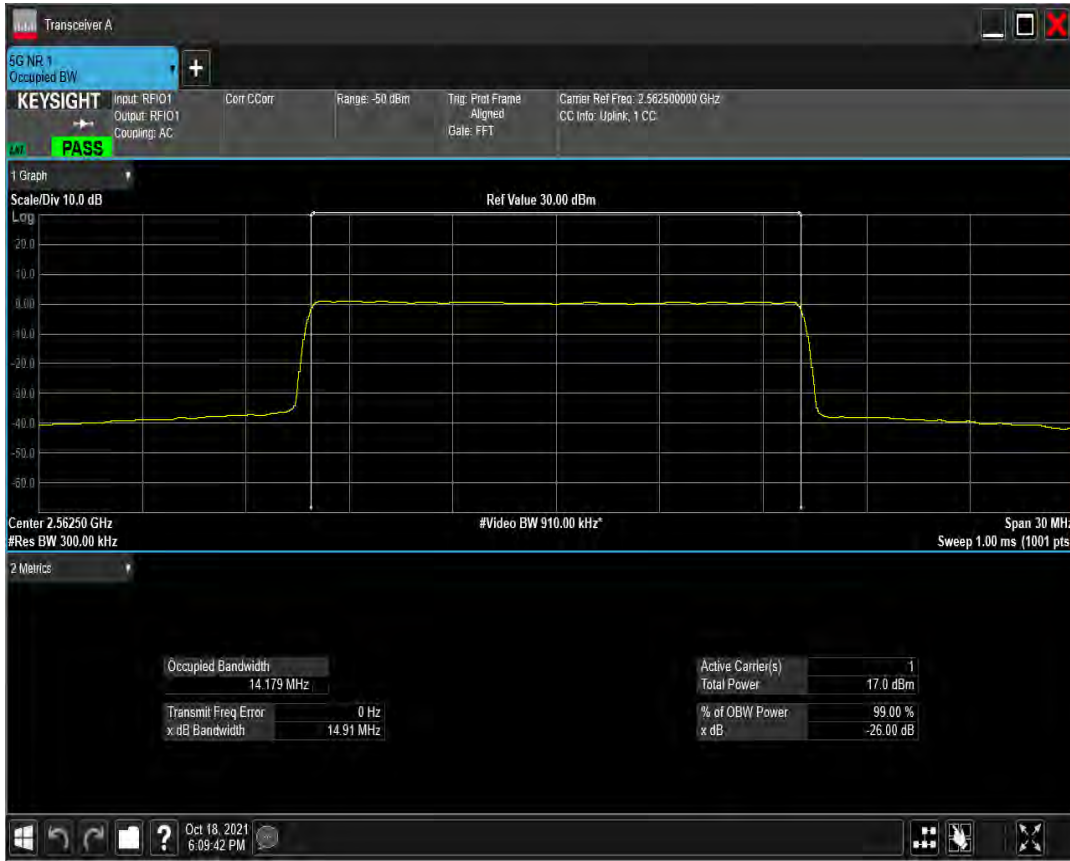 Transceiver A
5G NR 1
Occupied BW
+
KEYSIGHT
Input: RFIO1
Output: RFIO1
Coupling: AC
Corr CCorr
Range: -50 dBm
Trig: Prot Frame
Aligned
Gate: FFT
Carrier Ref Freq: 2.562500000 GHz
CC Info: Uplink, 1 CC
PASS
1 Graph
Scale/Div 10.0 dB
Ref Value 30.00 dBm
Log
20.0
10.0
0.00
-10.0
-20.0
-30.0
-40.0
-50.0
-60.0
Center 2.56250 GHz
#Video BW 910.00 kHz*
Span 30 MHz
#Res BW 300.00 kHz
Sweep 1.00 ms (1001 pts
2 Metrics
Occupied Bandwidth
14.179 MHz
Transmit Freq Error 0 Hz
x dB Bandwidth 14.91 MHz
Active Carrier(s) 1
Total Power 17.0 dBm
% of OBW Power 99.00 %
x dB -26.00 dB
?
Oct 18, 2021
6:09:42 PM